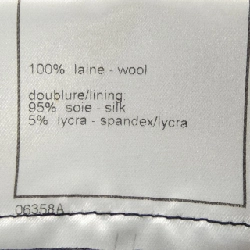 100% laine - wool
doublure/lining:
95% soie - silk
5% lycra - spandex/lycra
06358A